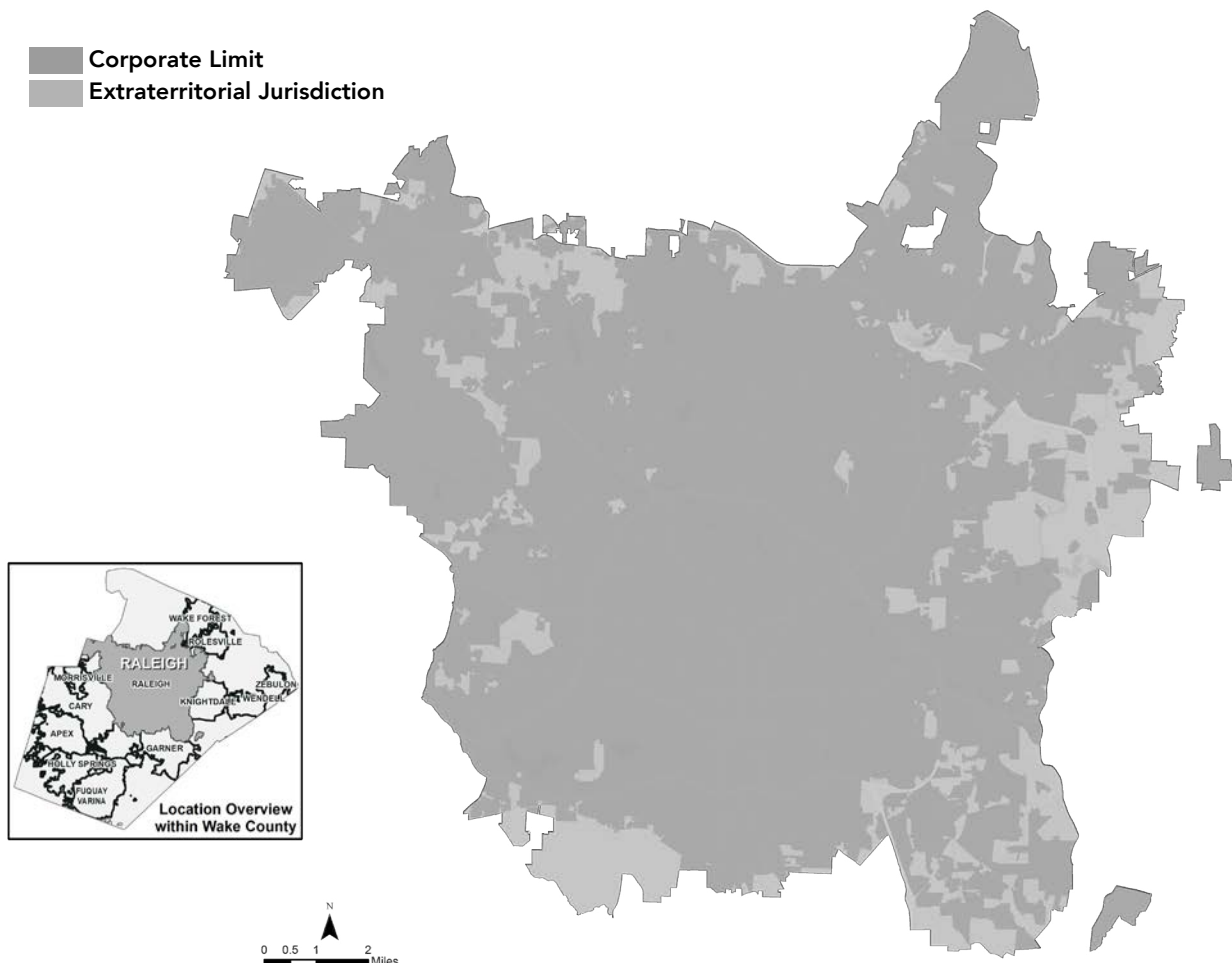 Corporate Limit
Extraterritorial Jurisdiction
WAKE FOREST
ROLESVILLE
RALEIGH
RALEIGH
MORRISVILLE
ZEBULON
KNIGHTDALE
WENDELL
CARY
APEX
GARNER
HOLLY SPRINGS
FUQUAY
VARINA
Location Overview
within Wake County
N
0 0.5 1 2
Miles